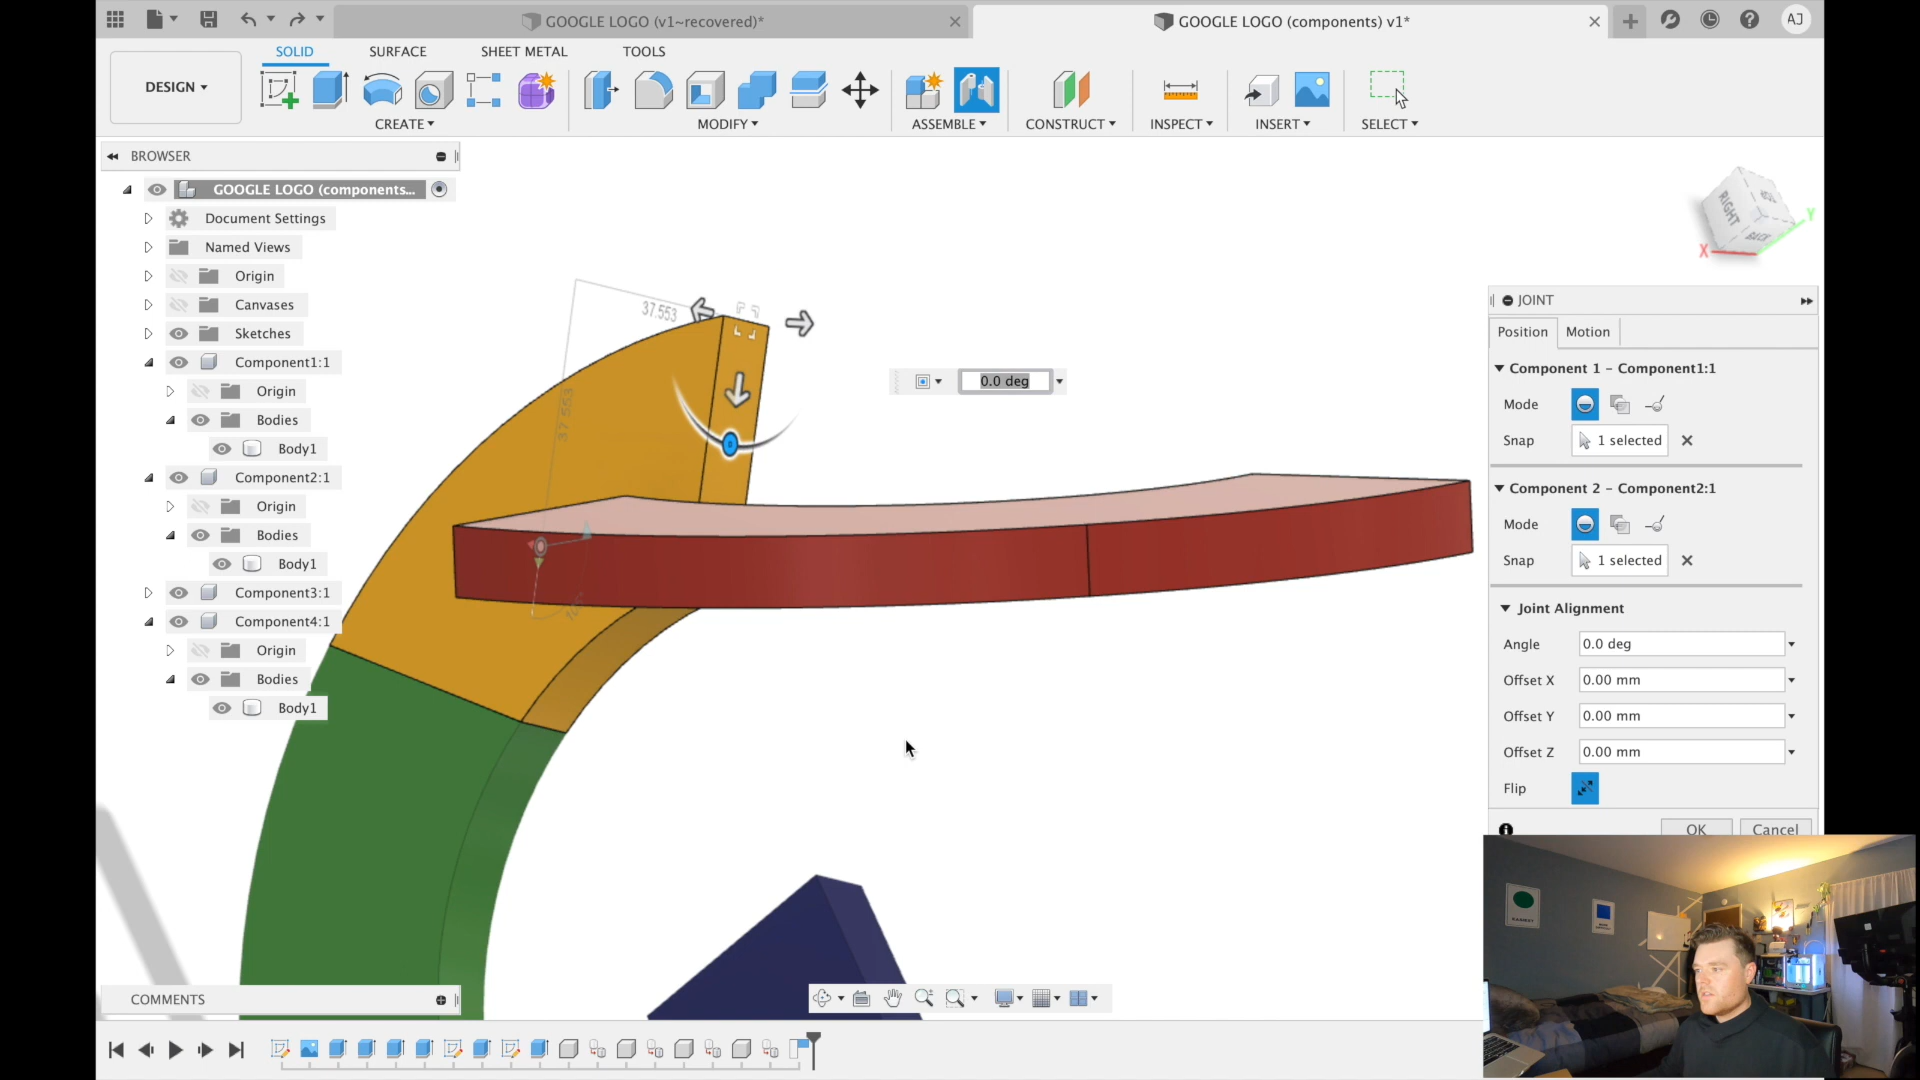 GOOGLE LOGO (v1~recovered)*
GOOGLE LOGO (components) v1*
AJ
DESIGN
SOLID
SURFACE
SHEET METAL
TOOLS
CREATE
MODIFY
ASSEMBLE
CONSTRUCT
INSPECT
INSERT
SELECT
BROWSER
GOOGLE LOGO (components...
Document Settings
Named Views
Origin
Canvases
Sketches
Component1:1
Origin
Bodies
Body1
Component2:1
Origin
Bodies
Body1
Component3:1
Component4:1
Origin
Bodies
Body1
37.553
37.553
0.0 deg
RIGHT
BACK
X
Y
JOINT
Position
Motion
Component 1 - Component1:1
Mode
Snap
1 selected
Component 2 - Component2:1
Mode
Snap
1 selected
Joint Alignment
Angle
0.0 deg
Offset X
0.00 mm
Offset Y
0.00 mm
Offset Z
0.00 mm
Flip
OK
Cancel
COMMENTS